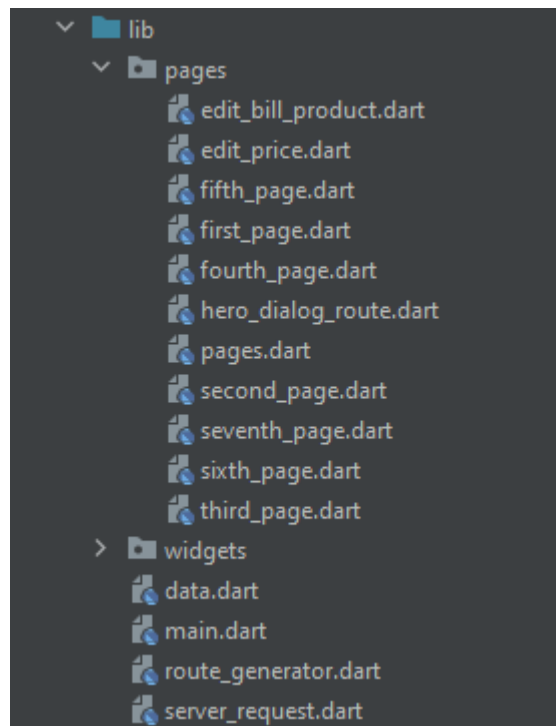 lib
pages
edit_bill_product.dart
edit_price.dart
fifth_page.dart
first_page.dart
fourth_page.dart
hero_dialog_route.dart
pages.dart
second_page.dart
seventh_page.dart
sixth_page.dart
third_page.dart
widgets
data.dart
main.dart
route_generator.dart
server_request.dart